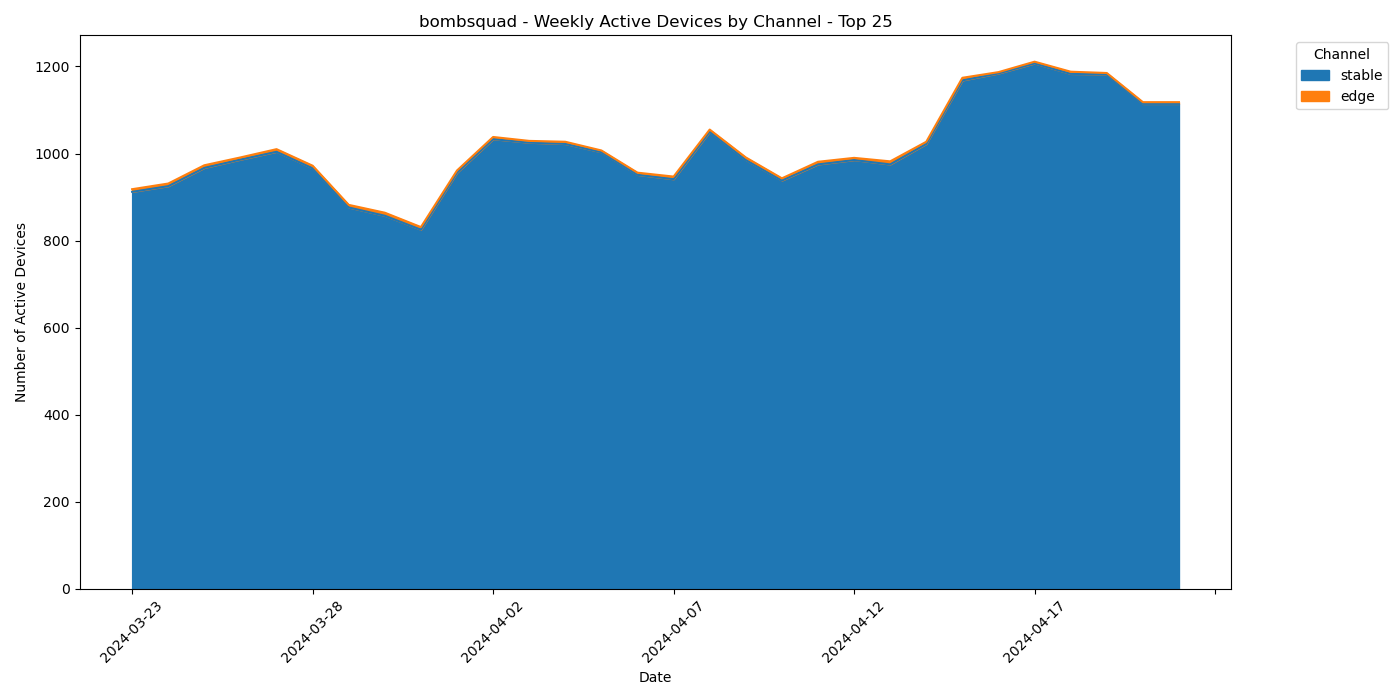 bombsquad - Weekly Active Devices by Channel - Top 25
Channel
stable
edge
Number of Active Devices
1200
1000
800
600
400
200
0
2024-03-23
2024-03-28
2024-04-02
2024-04-07
2024-04-12
2024-04-17
Date